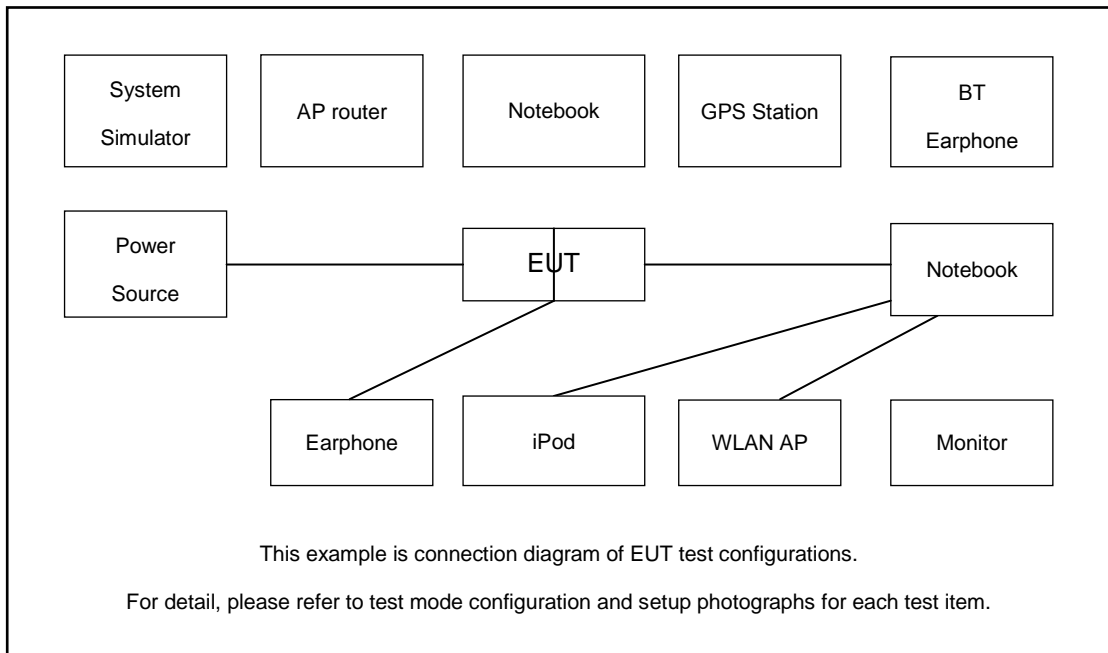 System
Simulator
AP router
Notebook
GPS Station
BT
Earphone
Power
Source
EUT
Notebook
Earphone
iPod
WLAN AP
Monitor
This example is connection diagram of EUT test configurations.
For detail, please refer to test mode configuration and setup photographs for each test item.